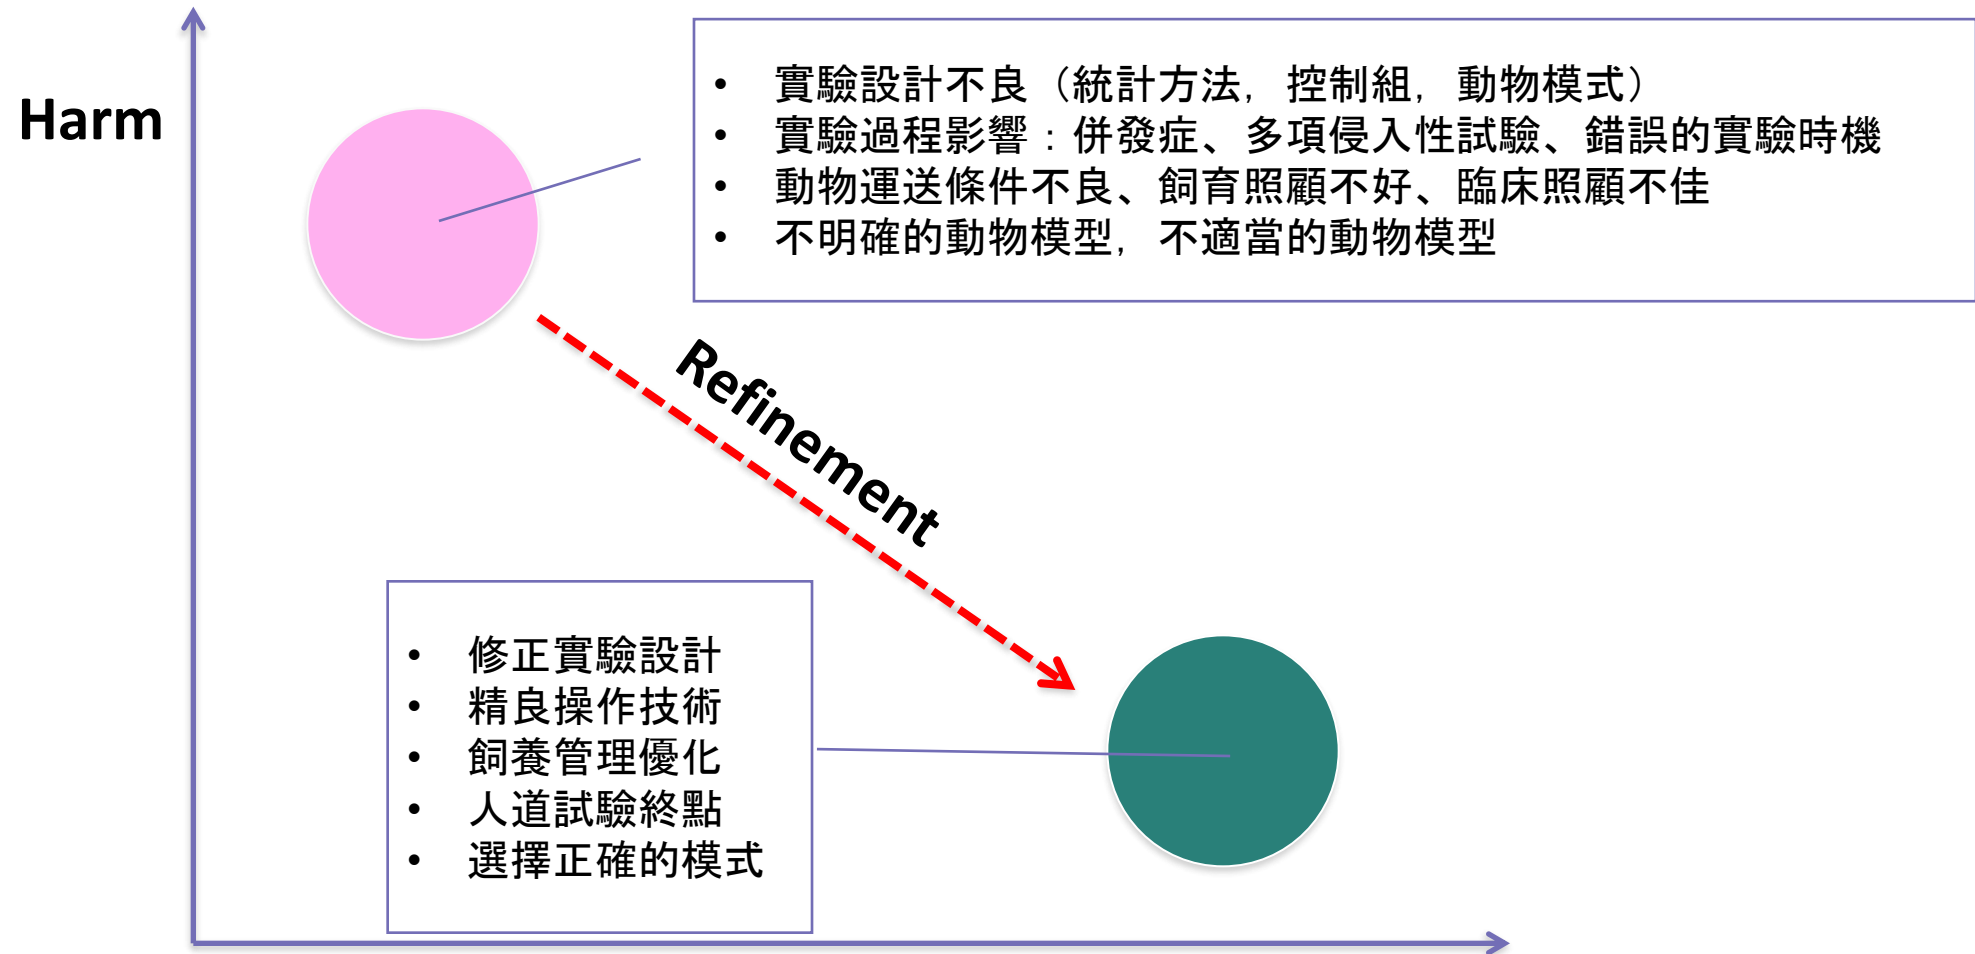 Harm
• 實驗設計不良（統計方法，控制組，動物模式）
• 實驗過程影響：併發症、多項侵入性試驗、錯誤的實驗時機
• 動物運送條件不良、飼育照顧不好、臨床照顧不佳
• 不明確的動物模型，不適當的動物模型
Refinement
• 修正實驗設計
• 精良操作技術
• 飼養管理優化
• 人道試驗終點
• 選擇正確的模式